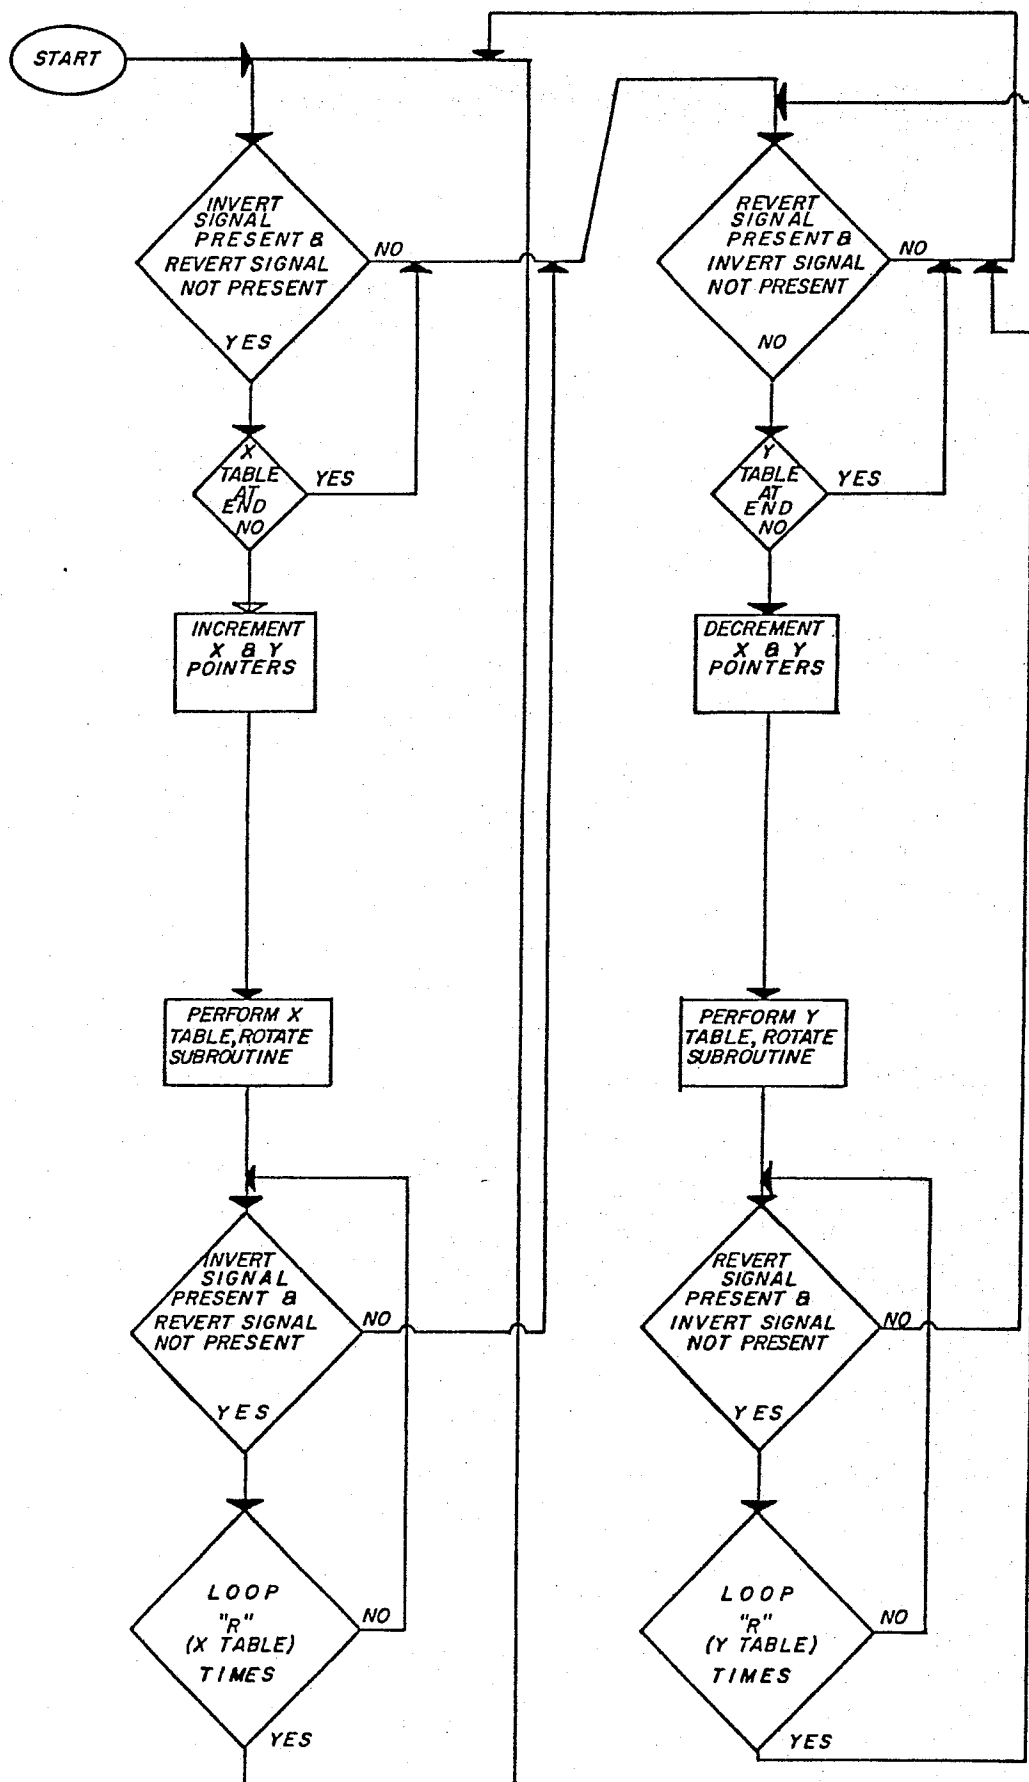 START
INVERT
SIGNAL
PRESENT &
REVERT SIGNAL
NOT PRESENT
YES
NO
X
TABLE
AT
END
NO
YES
INCREMENT
X & Y
POINTERS
PERFORM X
TABLE, ROTATE
SUBROUTINE
INVERT
SIGNAL
PRESENT &
REVERT SIGNAL
NOT PRESENT
YES
NO
LOOP
"R"
(X TABLE)
TIMES
NO
YES
REVERT
SIGNAL
PRESENT &
INVERT SIGNAL
NOT PRESENT
NO
NO
Y
TABLE
AT
END
NO
YES
DECREMENT
X & Y
POINTERS
PERFORM Y
TABLE, ROTATE
SUBROUTINE
REVERT
SIGNAL
PRESENT &
INVERT SIGNAL
NOT PRESENT
YES
NO
LOOP
"R"
(Y TABLE)
TIMES
NO
YES